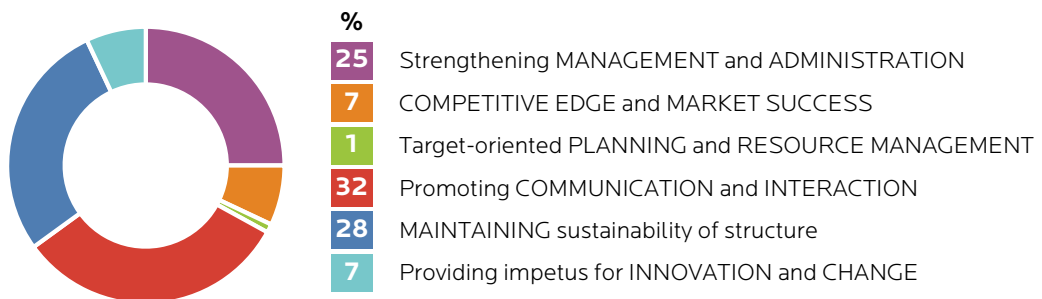 %
25 Strengthening MANAGEMENT and ADMINISTRATION
7 COMPETITIVE EDGE and MARKET SUCCESS
1 Target-oriented PLANNING and RESOURCE MANAGEMENT
32 Promoting COMMUNICATION and INTERACTION
28 MAINTAINING sustainability of structure
7 Providing impetus for INNOVATION and CHANGE